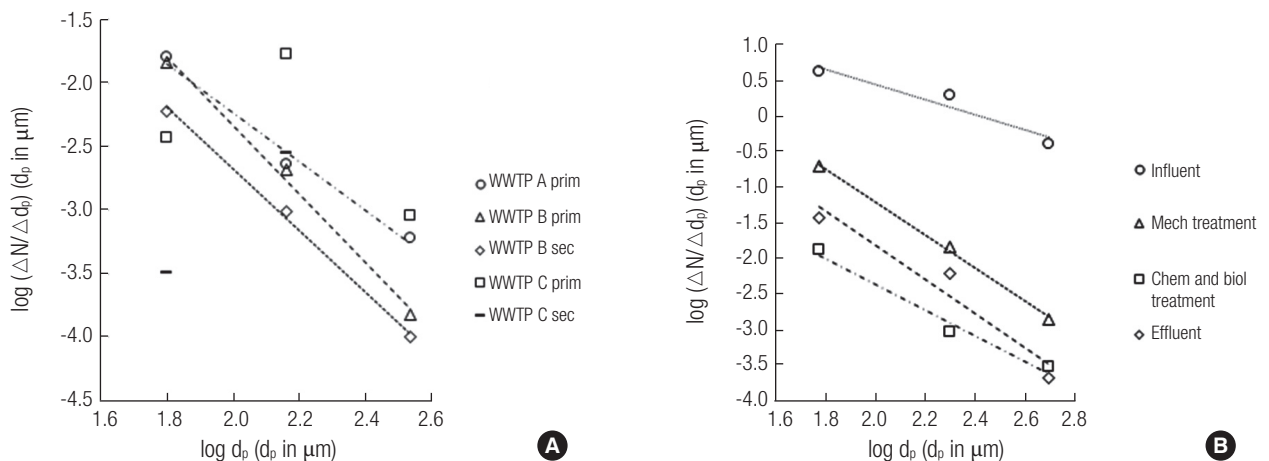 -1.5
-2.0
-2.5
-3.0
-3.5
-4.0
-4.5
log (△N/△dp) (dp in μm)
1.6 1.8 2.0 2.2 2.4 2.6
log dp (dp in μm)
WWTP A prim
WWTP B prim
WWTP B sec
WWTP C prim
WWTP C sec
A
1.0
0.5
0
-0.5
-1.0
-1.5
-2.0
-2.5
-3.0
-3.5
-4.0
log (△N/△dp) (dp in μm)
1.6 1.8 2.0 2.2 2.4 2.6 2.8
log dp (dp in μm)
Influent
Mech treatment
Chem and biol
treatment
Effluent
B